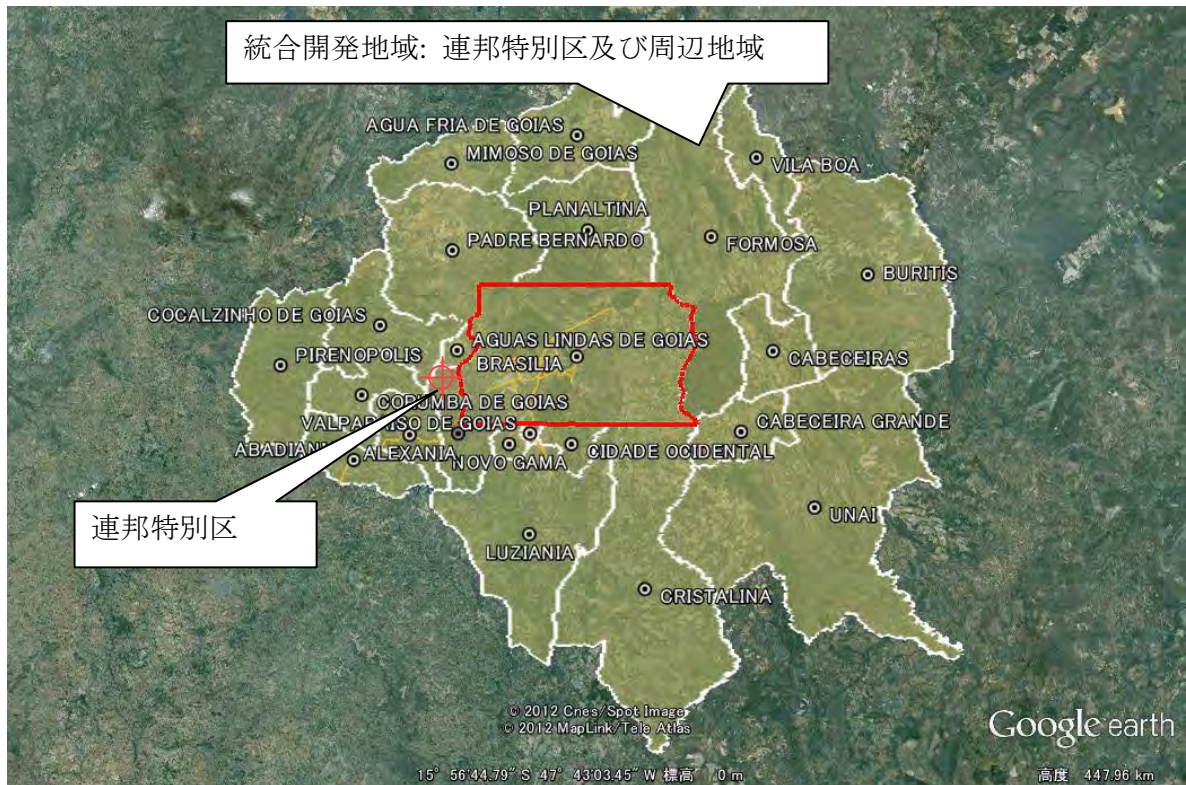 統合開発地域: 連邦特別区及び周辺地域
AGUA FRIA DE GOIAS
MIMOSO DE GOIAS
VILA BOA
PLANALTINA
PADRE BERNARDO
FORMOSA
BURITIS
COCALZINHO DE GOIAS
AGUAS LINDAS DE GOIAS
PIRENOPOLIS
BRASILIA
CABECEIRAS
CORUMBA DE GOIAS
VALPARAISO DE GOIAS
CABECEIRA GRANDE
ALEXANIA
NOVO GAMA
CIDADE OCIDENTAL
連邦特別区
UNAI
LUZIANIA
CRISTALINA
© 2012 Cnes/Spot Image
© 2012 MapLink/Tele Atlas
Google earth
15° 56'44.79" S 47° 43'03.45" W 標高 0 m
高度 447.96 km